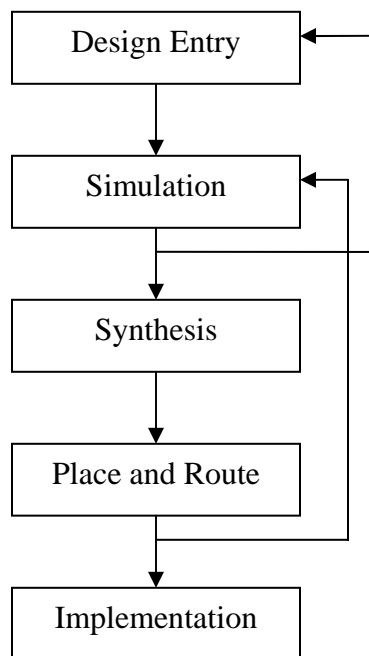 Design Entry
Simulation
Synthesis
Place and Route
Implementation